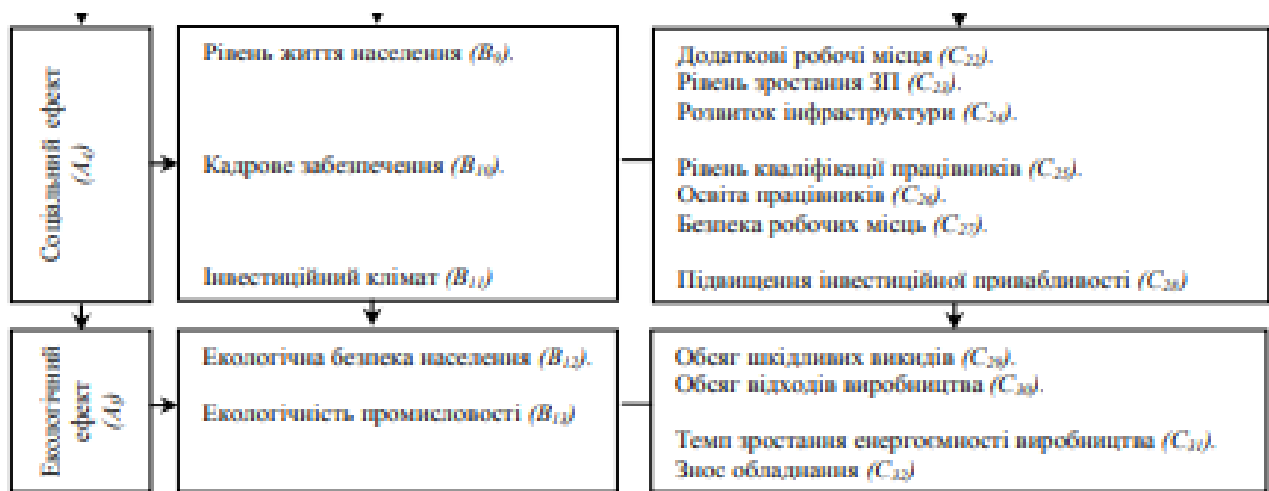 Соціальний ефект
(A₄)
Рівень життя населення (B₉).
Кадрове забезпечення (B₁₀).
Інвестиційний клімат (B₁₁)
Додаткові робочі місця (C₂₂).
Рівень зростання ЗП (C₂₃).
Розвиток інфраструктури (C₂₄).
Рівень кваліфікації працівників (C₂₅).
Освіта працівників (C₂₆).
Безпека робочих місць (C₂₇).
Підвищення інвестиційної привабливості (C₂₈)
Екологічний
ефект
(A₅)
Екологічна безпека населення (B₁₂).
Екологічність промисловості (B₁₃)
Обсяг шкідливих викидів (C₂₉).
Обсяг відходів виробництва (C₃₀).
Темп зростання енергоємності виробництва (C₃₁).
Знос обладнання (C₃₂)